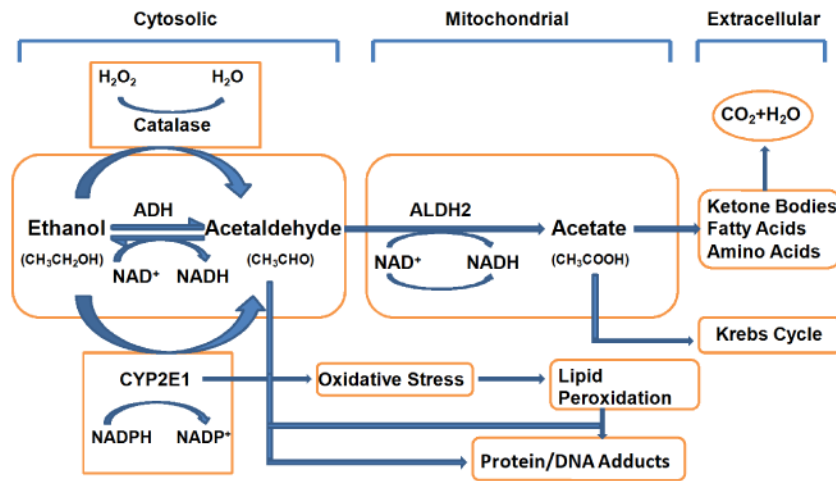 Cytosolic
Mitochondrial
Extracellular
H₂O₂
H₂O
Catalase
CO₂+H₂O
ADH
Ethanol
Acetaldehyde
(CH₃CH₂OH)
NAD⁺
NADH
(CH₃CHO)
ALDH2
NAD⁺
NADH
Acetate
(CH₃COOH)
Ketone Bodies
Fatty Acids
Amino Acids
Krebs Cycle
CYP2E1
NADPH
NADP⁺
Oxidative Stress
Lipid
Peroxidation
Protein/DNA Adducts